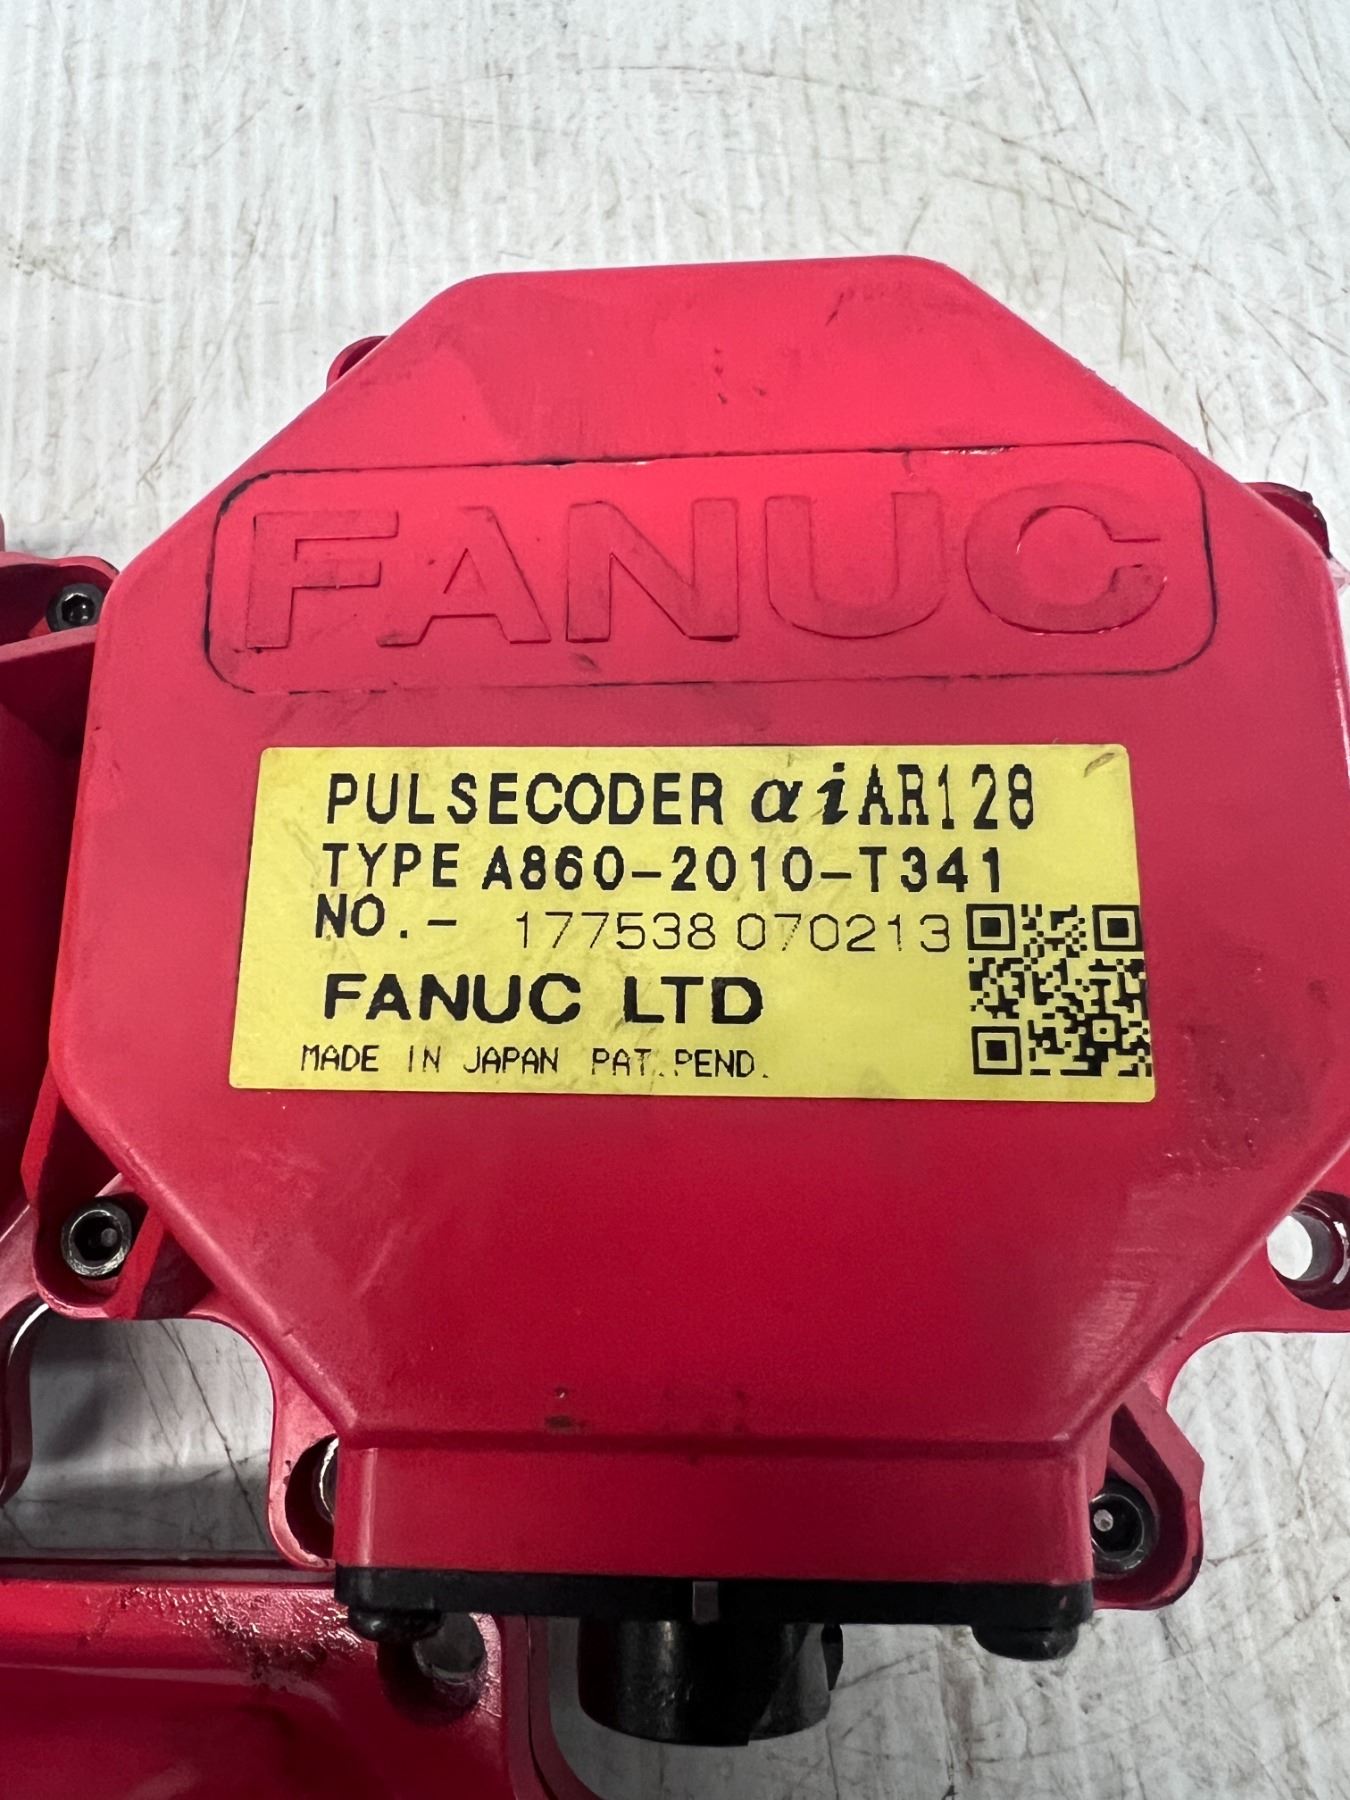 FANUC
PULSECODER αiAR128
TYPE A860-2010-T341
NO.- 177538 070213
FANUC LTD
MADE IN JAPAN PAT.PEND.